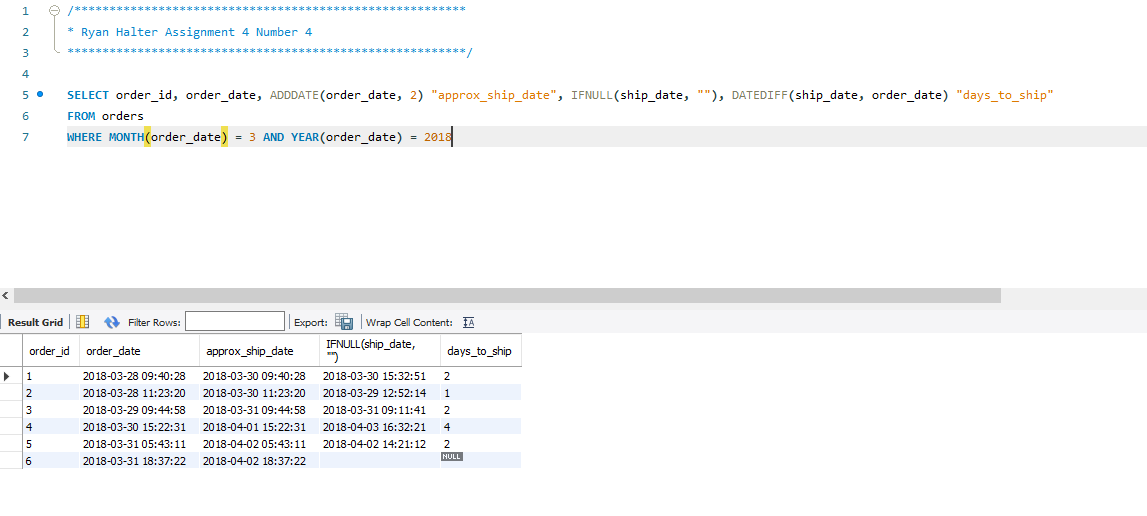 1 /********************************************************
2 * Ryan Halter Assignment 4 Number 4
3 *********************************************************/
4
5 SELECT order_id, order_date, ADDDATE(order_date, 2) "approx_ship_date", IFNULL(ship_date, ""), DATEDIFF(ship_date, order_date) "days_to_ship"
6 FROM orders
7 WHERE MONTH(order_date) = 3 AND YEAR(order_date) = 2018
Result Grid Filter Rows: Export: Wrap Cell Content:
order_id order_date approx_ship_date IFNULL(ship_date, "") days_to_ship
1 2018-03-28 09:40:28 2018-03-30 09:40:28 2018-03-30 15:32:51 2
2 2018-03-28 11:23:20 2018-03-30 11:23:20 2018-03-29 12:52:14 1
3 2018-03-29 09:44:58 2018-03-31 09:44:58 2018-03-31 09:11:41 2
4 2018-03-30 15:22:31 2018-04-01 15:22:31 2018-04-03 16:32:21 4
5 2018-03-31 05:43:11 2018-04-02 05:43:11 2018-04-02 14:21:12 2
6 2018-03-31 18:37:22 2018-04-02 18:37:22 NULL